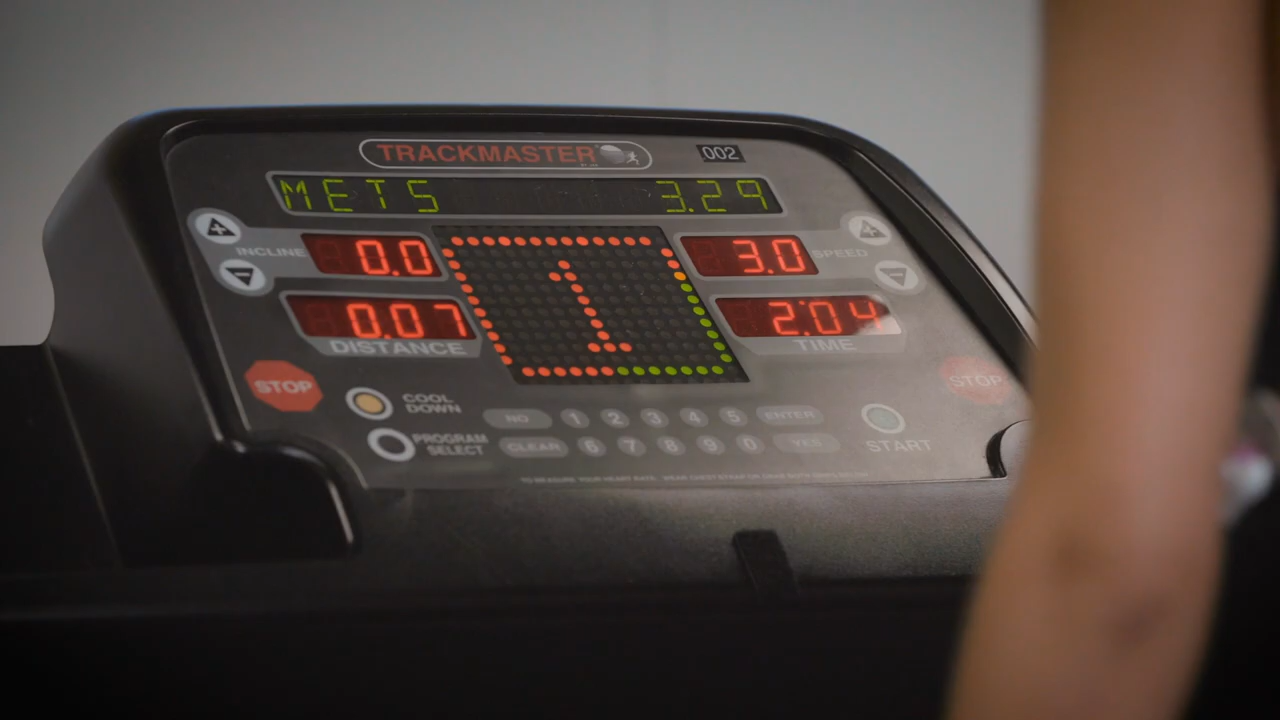 TRACKMASTER
002
METS 3.29
INCLINE 0.0
3.0 SPEED
0.07
DISTANCE
1
2:04
TIME
STOP
COOL
DOWN
PROGRAM
SELECT
NO 1 2 3 4 5 ENTER
CLEAR 6 7 8 9 0 YES
START
STOP